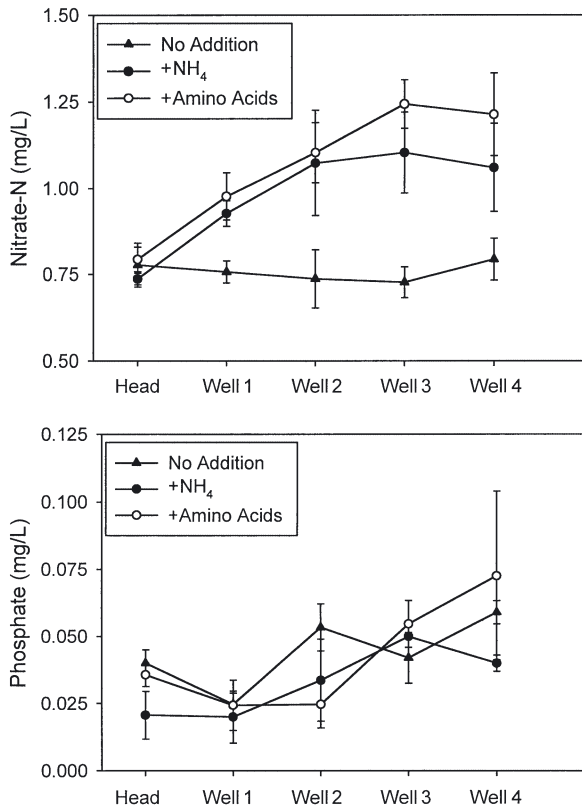 No Addition
+NH4
+Amino Acids
Nitrate-N (mg/L)
1.50
1.25
1.00
0.75
0.50
Head Well 1 Well 2 Well 3 Well 4
No Addition
+NH4
+Amino Acids
Phosphate (mg/L)
0.125
0.100
0.075
0.050
0.025
0.000
Head Well 1 Well 2 Well 3 Well 4